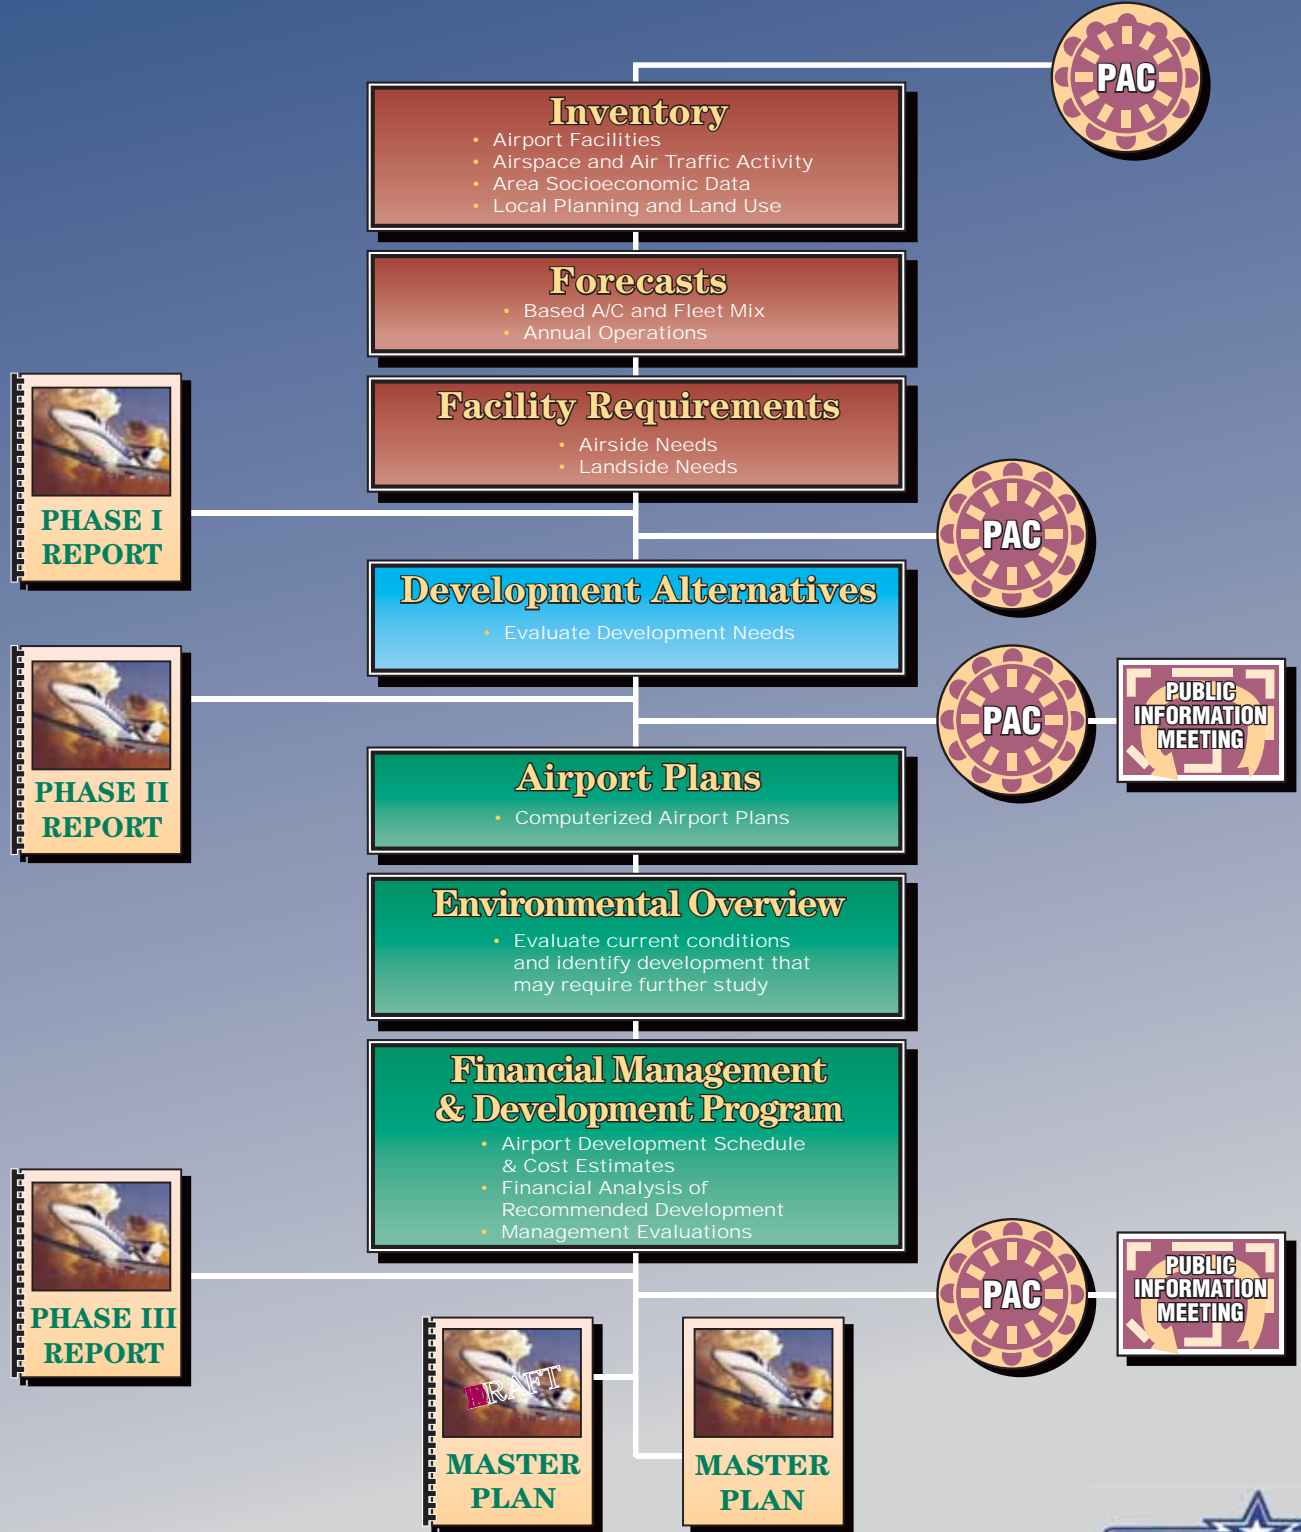 PAC
Inventory
• Airport Facilities
• Airspace and Air Traffic Activity
• Area Socioeconomic Data
• Local Planning and Land Use
Forecasts
• Based A/C and Fleet Mix
• Annual Operations
Facility Requirements
• Airside Needs
• Landside Needs
PHASE I
REPORT
PAC
Development Alternatives
• Evaluate Development Needs
PHASE II
REPORT
PAC
PUBLIC
INFORMATION
MEETING
Airport Plans
• Computerized Airport Plans
Environmental Overview
• Evaluate current conditions
and identify development that
may require further study
Financial Management
& Development Program
• Airport Development Schedule
& Cost Estimates
• Financial Analysis of
Recommended Development
• Management Evaluations
PHASE III
REPORT
PAC
PUBLIC
INFORMATION
MEETING
DRAFT
MASTER
PLAN
MASTER
PLAN